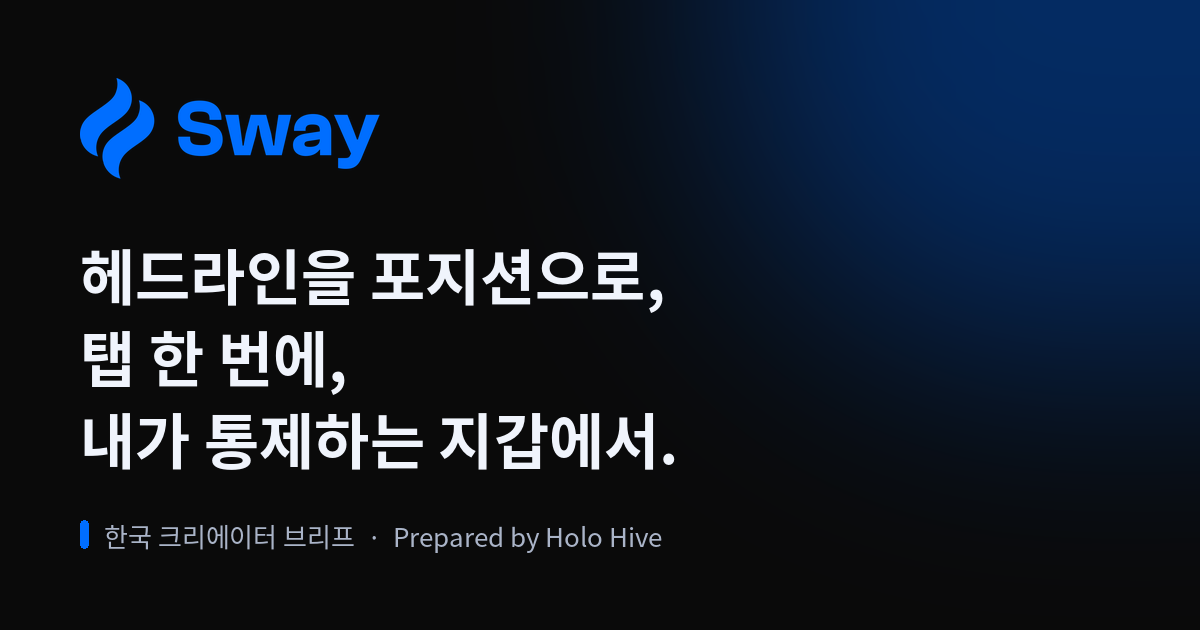 Sway
헤드라인을 포지션으로,
탭 한 번에,
내가 통제하는 지갑에서.
한국 크리에이터 브리프 · Prepared by Holo Hive